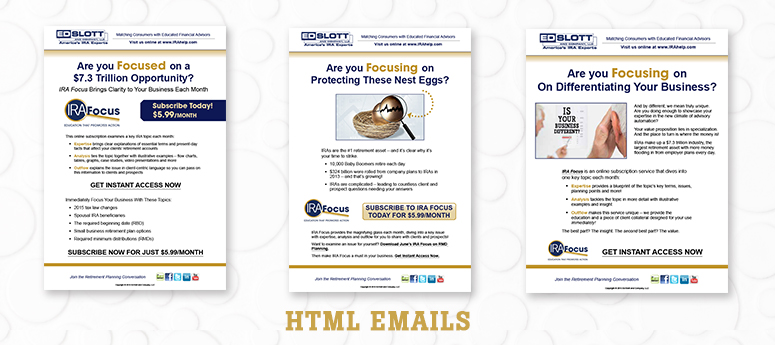 ED SLOTT
AND COMPANY, LLC
America's IRA Experts
Matching Consumers with Educated Financial Advisors
Visit us online at www.IRAhelp.com
Are you Focused on a
$7.3 Trillion Opportunity?
IRA Focus Brings Clarity to Your Business Each Month
IRA Focus
EDUCATION THAT PROMOTES ACTION
Subscribe Today!
$5.99/MONTH
This online subscription examines a key IRA topic each month:
• Expertise brings clear explanations of essential terms and present-day
facts that affect your clients' retirement accounts
• Analysis ties the topic together with illustrative examples – flow charts,
tables, graphs, case studies, video presentations and more
• Outline explains the issue in client-centric language so you can pass on
this information to clients and prospects
GET INSTANT ACCESS NOW
Immediately Focus Your Business With These Topics
• 2015 tax law changes
• Spousal IRA beneficiaries
• The required beginning date (RBD)
• Small business retirement plan options
• Required minimum distributions (RMDs)
SUBSCRIBE NOW FOR JUST $5.99/MONTH
Join the Retirement Planning Conversation
ED SLOTT
AND COMPANY, LLC
America's IRA Experts
Matching Consumers with Educated Financial Advisors
Visit us online at www.IRAhelp.com
Are you Focusing on
Protecting These Nest Eggs?
IRAs are the #1 retirement asset – and it's clear why it's
your time to strike:
• 10,000 Baby Boomers retire each day
• $324 billion were rolled from company plans to IRAs in
2013 – and that's growing!
• IRAs are complicated – leading to countless client and
prospect questions needing your answers
IRA Focus
EDUCATION THAT PROMOTES ACTION
SUBSCRIBE TO IRA FOCUS
TODAY FOR $5.99/MONTH
IRA Focus provides the magnifying glass each month, diving into a key issue
with expertise, analysis and outline for you to share with clients and prospects!
Want to examine an issue for yourself? Download June's IRA Focus on RMD
Planning.
Then make IRA Focus a must in your business. Get Instant Access Now.
Join the Retirement Planning Conversation
ED SLOTT
AND COMPANY, LLC
America's IRA Experts
Matching Consumers with Educated Financial Advisors
Visit us online at www.IRAhelp.com
Are you Focusing on
On Differentiating Your Business?
IS
YOUR
BUSINESS
DIFFERENT?
And by different, we mean truly unique.
Are you doing enough to showcase your
expertise in the new climate of advisory
automation?
Your value proposition lies in specialization.
And the place to turn is where the money is!
IRAs make up a $7.3 trillion industry, the
largest retirement asset with more money
flooding in from employer plans every day.
IRA Focus is an online subscription service that dives into
one key topic each month:
• Expertise provides a blueprint of the topic's key terms, issues,
planning points and more!
• Analysis tackles the topic in more detail with illustrative
examples and insight
• Outline makes this service unique – we provide the
education and a piece of client collateral designed for your use
immediately!
The best part? The insight. The second best part? The value.
IRA Focus
EDUCATION THAT PROMOTES ACTION
GET INSTANT ACCESS NOW
Join the Retirement Planning Conversation
HTML EMAILS